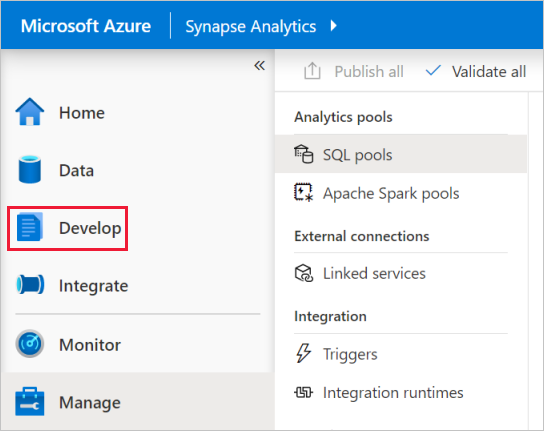 Microsoft Azure
Synapse Analytics
Publish all
Validate all
Home
Data
Develop
Integrate
Monitor
Manage
Analytics pools
SQL pools
Apache Spark pools
External connections
Linked services
Integration
Triggers
Integration runtimes